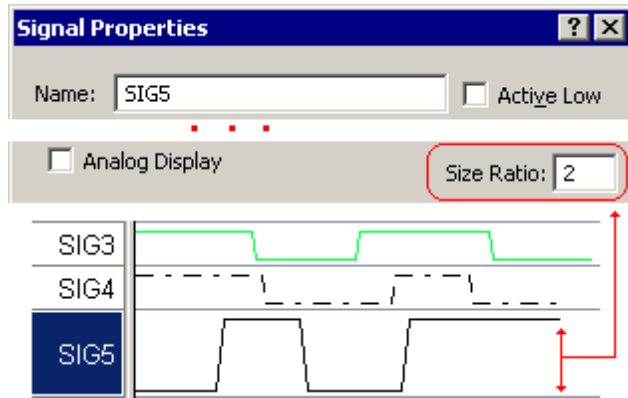 Signal Properties ? X
Name: SIG5 Active Low
. . .
Analog Display Size Ratio: 2
SIG3
SIG4
SIG5